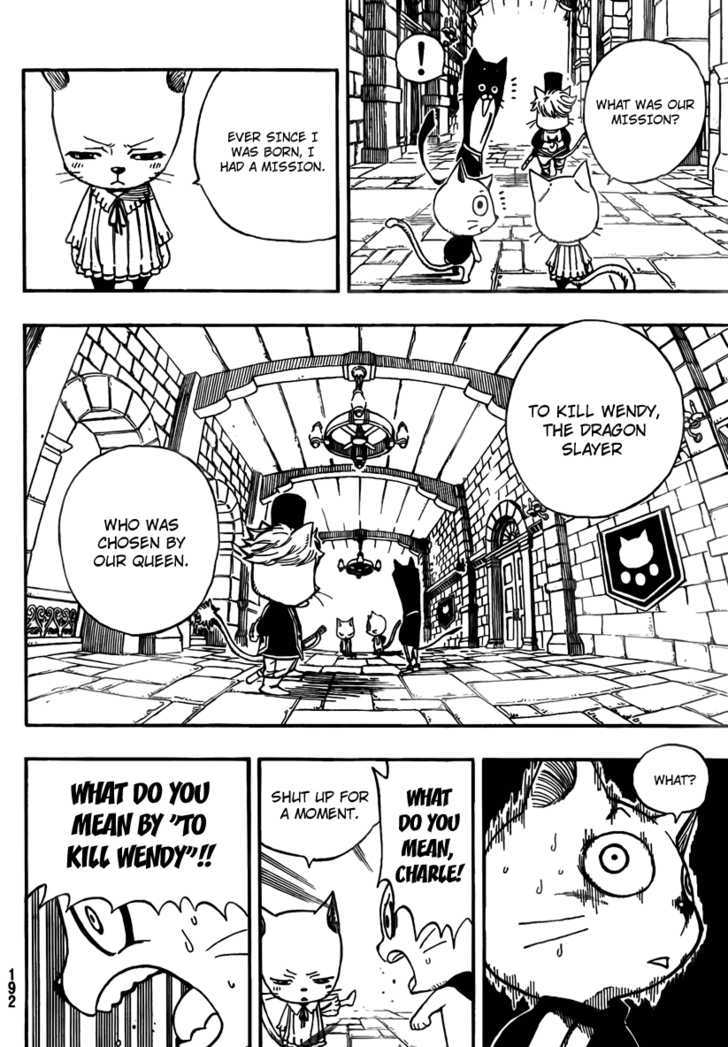 WHAT WAS OUR
MISSION?
!
EVER SINCE I
WAS BORN, I
HAD A MISSION.
TO KILL WENDY,
THE DRAGON
SLAYER
WHO WAS
CHOSEN BY
OUR QUEEN.
WHAT?
WHAT
DO YOU
MEAN,
CHARLE!
SHUT UP FOR
A MOMENT.
WHAT DO YOU
MEAN BY "TO
KILL WENDY"!!
192